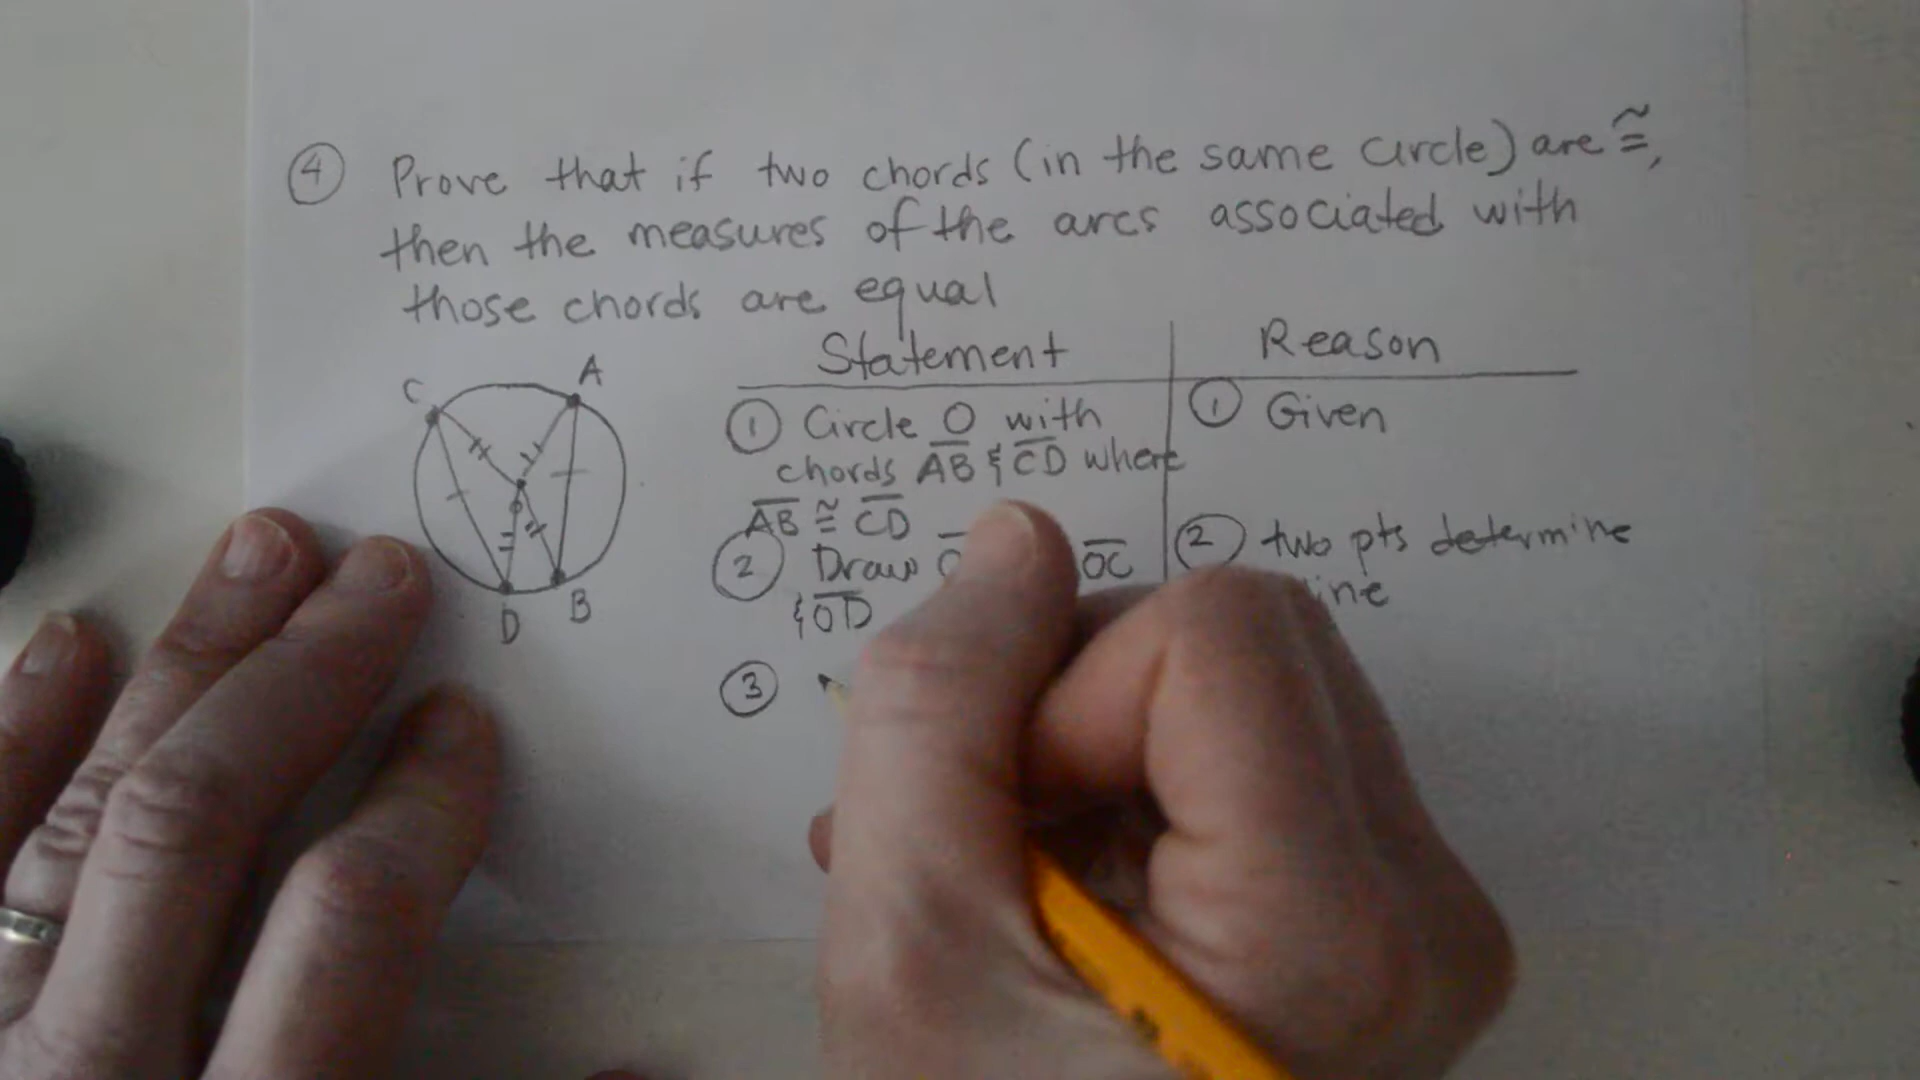 ④ Prove that if two chords (in the same circle) are ≅,
then the measures of the arcs associated with
those chords are equal
Statement Reason
① Circle O with ① Given
chords AB & CD where
AB ≅ CD
② Draw OC ② two pts determine
& OD
③
C A
D B